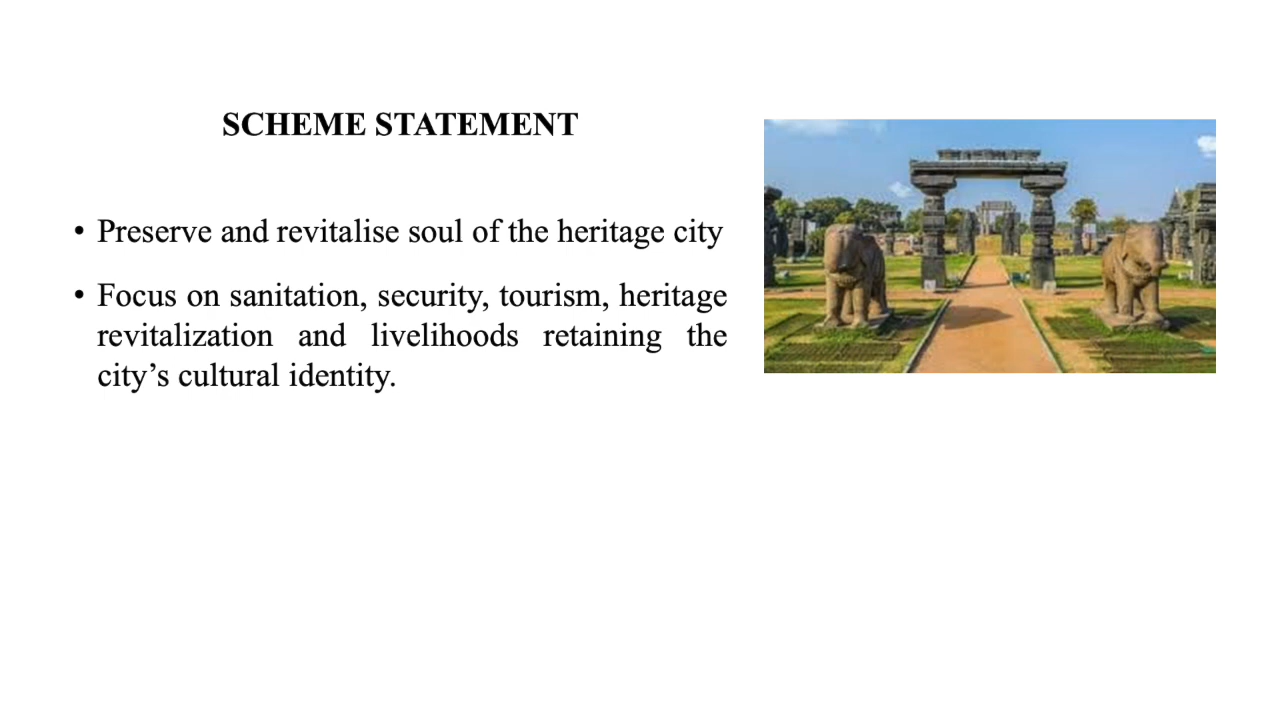 SCHEME STATEMENT
• Preserve and revitalise soul of the heritage city
• Focus on sanitation, security, tourism, heritage
revitalization and livelihoods retaining the
city’s cultural identity.